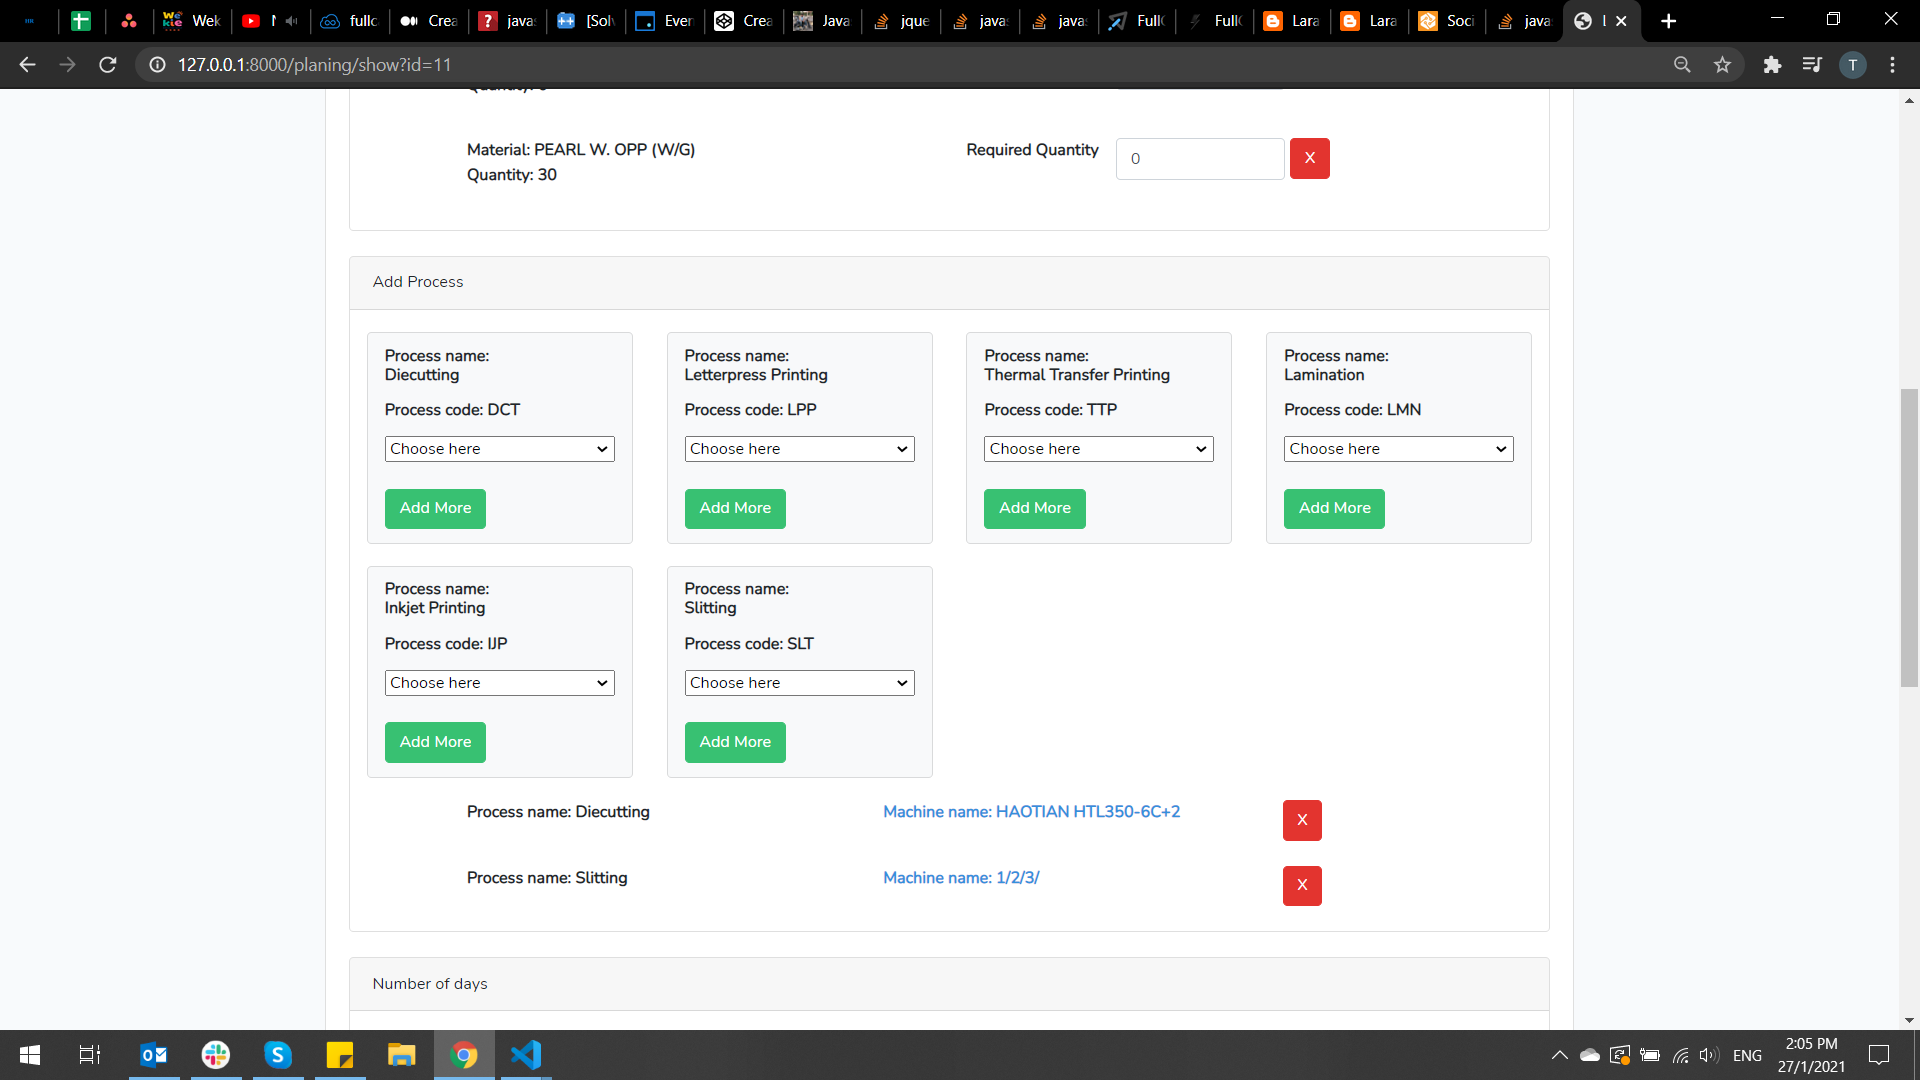 Wek
fullc
Crea
java
[Solv
Even
Crea
Java
jque
java
java
Full
Full
Lara
Lara
Soci
java
127.0.0.1:8000/planing/show?id=11
T
Material: PEARL W. OPP (W/G)
Quantity: 30
Required Quantity
0
X
Add Process
Process name:
Diecutting
Process code: DCT
Choose here
Add More
Process name:
Letterpress Printing
Process code: LPP
Choose here
Add More
Process name:
Thermal Transfer Printing
Process code: TTP
Choose here
Add More
Process name:
Lamination
Process code: LMN
Choose here
Add More
Process name:
Inkjet Printing
Process code: IJP
Choose here
Add More
Process name:
Slitting
Process code: SLT
Choose here
Add More
Process name: Diecutting
Machine name: HAOTIAN HTL350-6C+2
X
Process name: Slitting
Machine name: 1/2/3/
X
Number of days
ENG
2:05 PM
27/1/2021